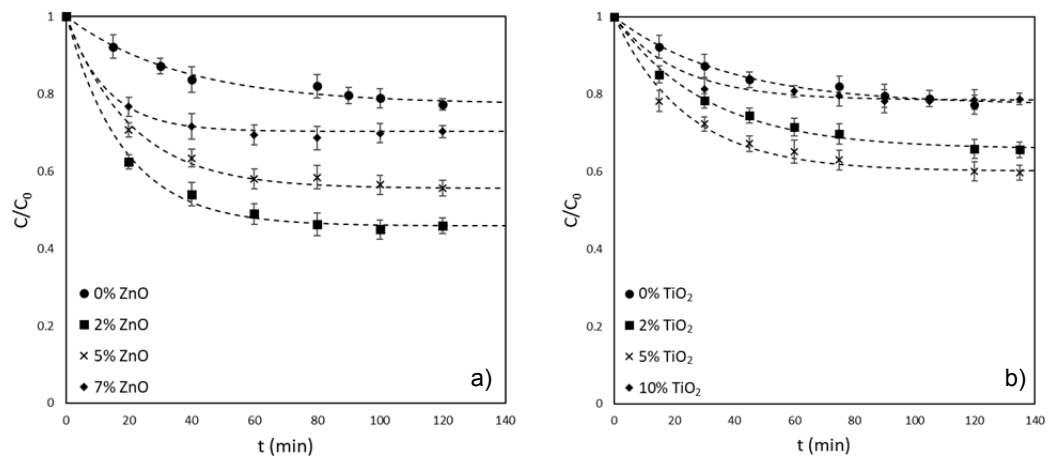 1
0.8
0.6
0.4
0.2
0
C/C₀
0% ZnO
2% ZnO
5% ZnO
7% ZnO
a)
0 20 40 60 80 100 120 140
t (min)
1
0.8
0.6
0.4
0.2
0
C/C₀
0% TiO₂
2% TiO₂
5% TiO₂
10% TiO₂
b)
0 20 40 60 80 100 120 140
t (min)